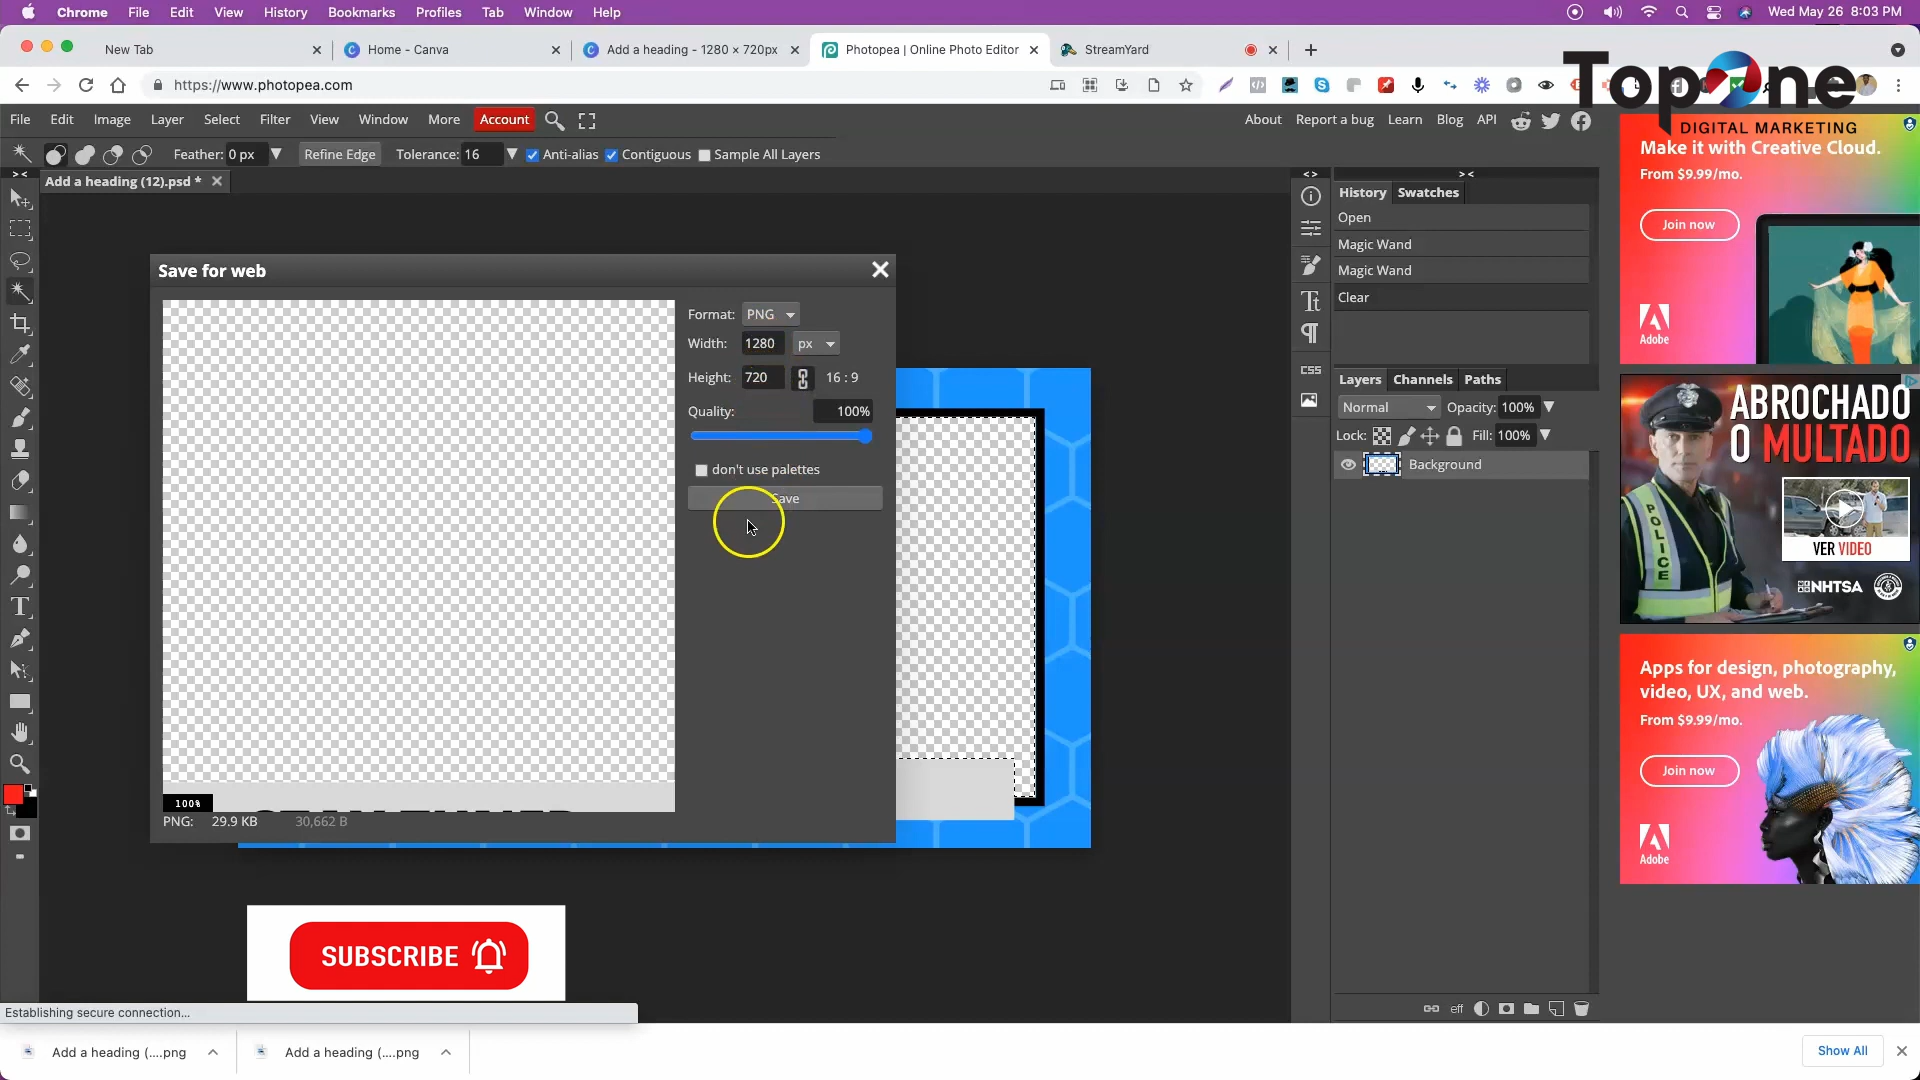 Chrome File Edit View History Bookmarks Profiles Tab Window Help
Wed May 26 8:03 PM
New Tab
Home - Canva
Add a heading - 1280 × 720px
Photopea | Online Photo Editor
StreamYard
https://www.photopea.com
TopOne
DIGITAL MARKETING
File Edit Image Layer Select Filter View Window More Account
About Report a bug Learn Blog API
Feather: 0 px Refine Edge Tolerance: 16 Anti-alias Contiguous Sample All Layers
Add a heading (12).psd *
Save for web
Format: PNG
Width: 1280 px
Height: 720 16 : 9
Quality: 100%
don't use palettes
Save
100%
PNG: 29.9 KB 30,662 B
History Swatches
Open
Magic Wand
Magic Wand
Clear
CSS
Layers Channels Paths
Normal Opacity: 100%
Lock: Fill: 100%
Background
eff
Make it with Creative Cloud.
From $9.99/mo.
Join now
Adobe
ABROCHADO
O MULTADO
POLICE
VER VIDEO
NHTSA
Apps for design, photography,
video, UX, and web.
From $9.99/mo.
Join now
Adobe
SUBSCRIBE
Establishing secure connection...
Add a heading (....png
Add a heading (....png
Show All